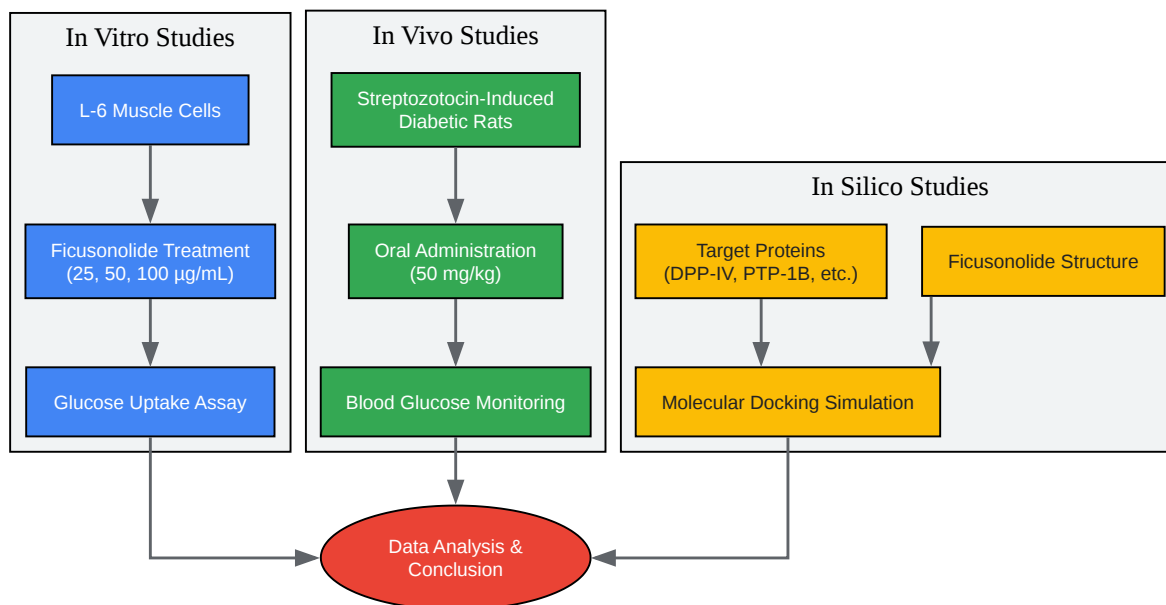 In Vitro Studies
L-6 Muscle Cells
Ficusonolide Treatment
(25, 50, 100 µg/mL)
Glucose Uptake Assay
In Vivo Studies
Streptozotocin-Induced
Diabetic Rats
Oral Administration
(50 mg/kg)
Blood Glucose Monitoring
In Silico Studies
Target Proteins
(DPP-IV, PTP-1B, etc.)
Ficusonolide Structure
Molecular Docking Simulation
Data Analysis &
Conclusion